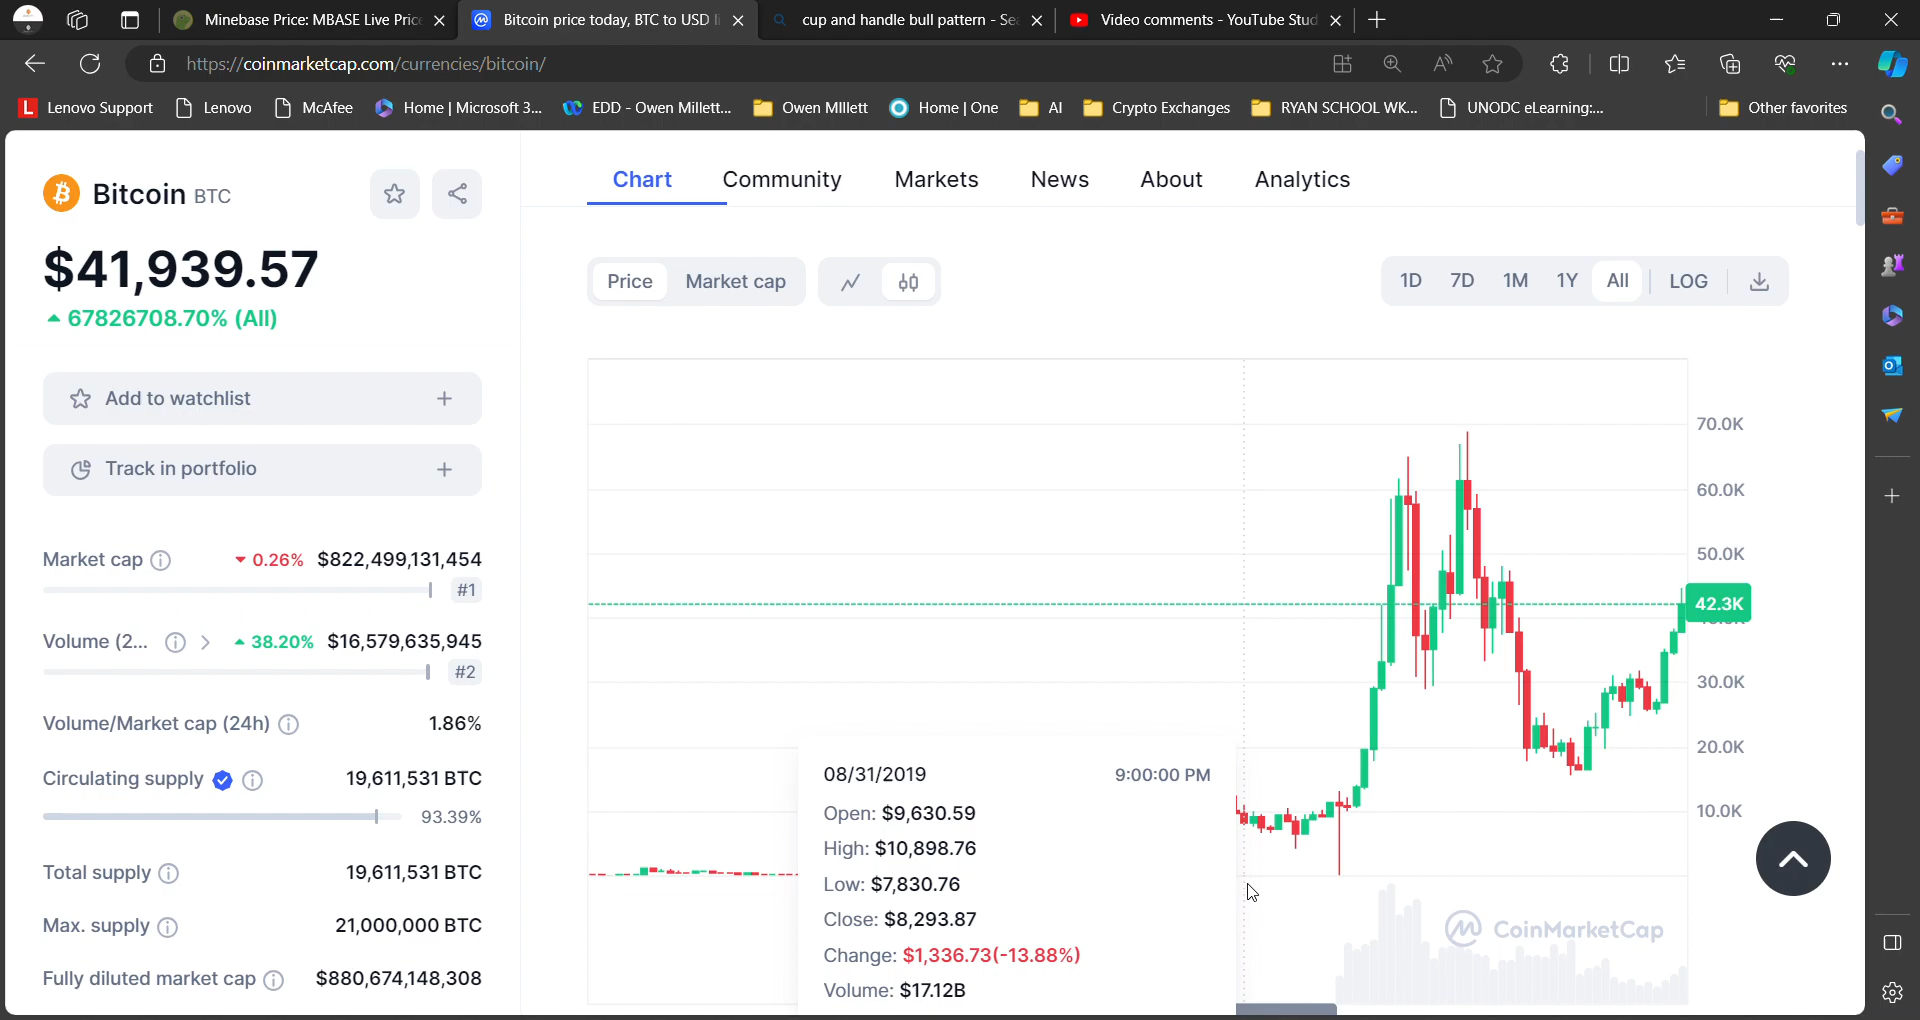 Minebase Price: MBASE Live Price
Bitcoin price today, BTC to USD li
cup and handle bull pattern - Se
Video comments - YouTube Stud
https://coinmarketcap.com/currencies/bitcoin/
Lenovo Support
Lenovo
McAfee
Home | Microsoft 3...
EDD - Owen Millett...
Owen MIllett
Home | One
AI
Crypto Exchanges
RYAN SCHOOL WK...
UNODC eLearning:...
Other favorites
Bitcoin BTC
$41,939.57
67826708.70% (All)
Add to watchlist
Track in portfolio
Market cap 0.26% $822,499,131,454
#1
Volume (2... 38.20% $16,579,635,945
#2
Volume/Market cap (24h) 1.86%
Circulating supply 19,611,531 BTC
93.39%
Total supply 19,611,531 BTC
Max. supply 21,000,000 BTC
Fully diluted market cap $880,674,148,308
Chart Community Markets News About Analytics
Price Market cap
1D 7D 1M 1Y All LOG
70.0K
60.0K
50.0K
42.3K
30.0K
20.0K
10.0K
08/31/2019 9:00:00 PM
Open: $9,630.59
High: $10,898.76
Low: $7,830.76
Close: $8,293.87
Change: $1,336.73(-13.88%)
Volume: $17.12B
CoinMarketCap